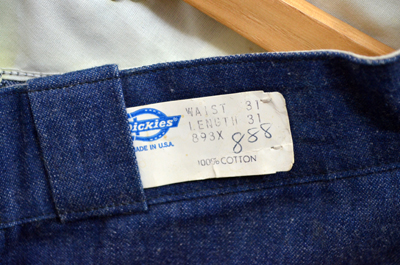 WAIST 31
LENGTH 31
Dickies
893X 888
MADE IN U.S.A.
100% COTTON